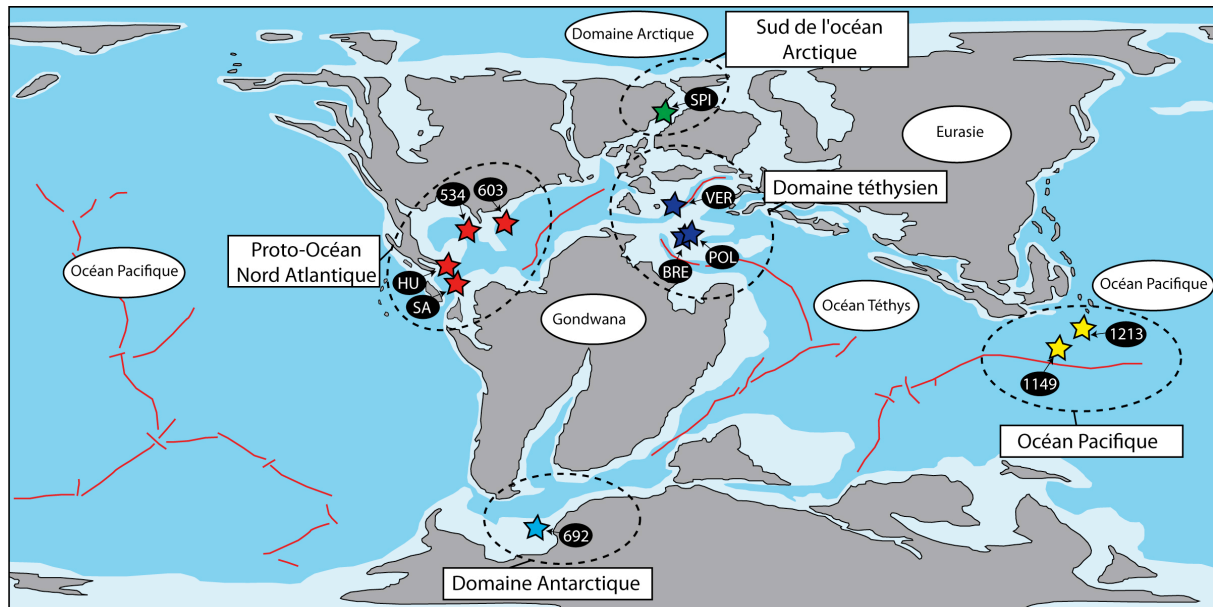 Domaine Arctique
Sud de l'océan
Arctique
SPI
Eurasie
534
603
VER
Domaine téthysien
Proto-Océan
Nord Atlantique
Océan Pacifique
HU
SA
BRE
POL
Gondwana
Océan Téthys
Océan Pacifique
1213
1149
Océan Pacifique
692
Domaine Antarctique